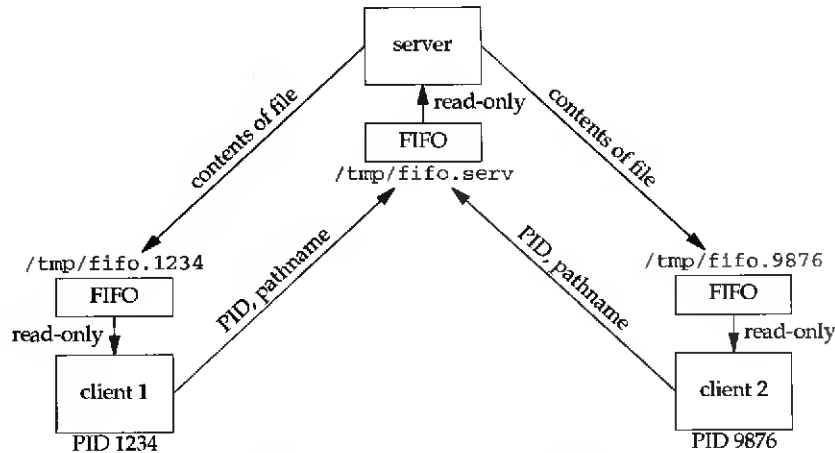 server
read-only
FIFO
/tmp/fifo.serv
contents of file
contents of file
/tmp/fifo.1234
FIFO
read-only
client 1
PID 1234
PID, pathname
PID, pathname
/tmp/fifo.9876
FIFO
read-only
client 2
PID 9876